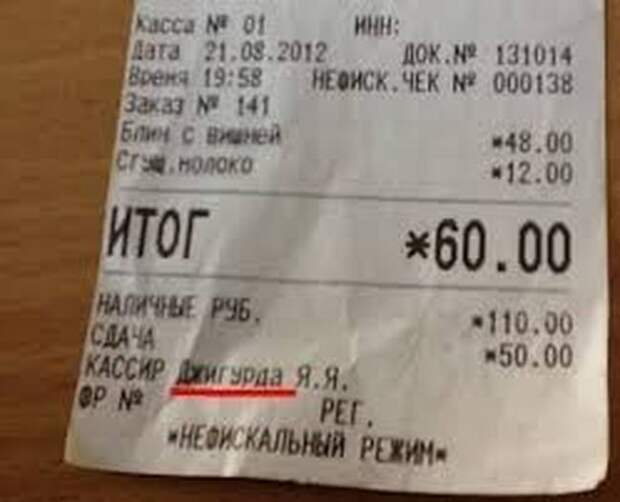 Касса № 01 ИНН:
Дата 21.08.2012 ДОК.№ 131014
Время 19:58 НЕФИСК.ЧЕК № 000138
Заказ № 141
Блин с вишней *48.00
Сгущ.молоко *12.00
ИТОГ *60.00
НАЛИЧНЫЕ РУБ. *110.00
СДАЧА *50.00
КАССИР Джигурда Я.Я.
ФР № РЕГ.
*НЕФИСКАЛЬНЫЙ РЕЖИМ*